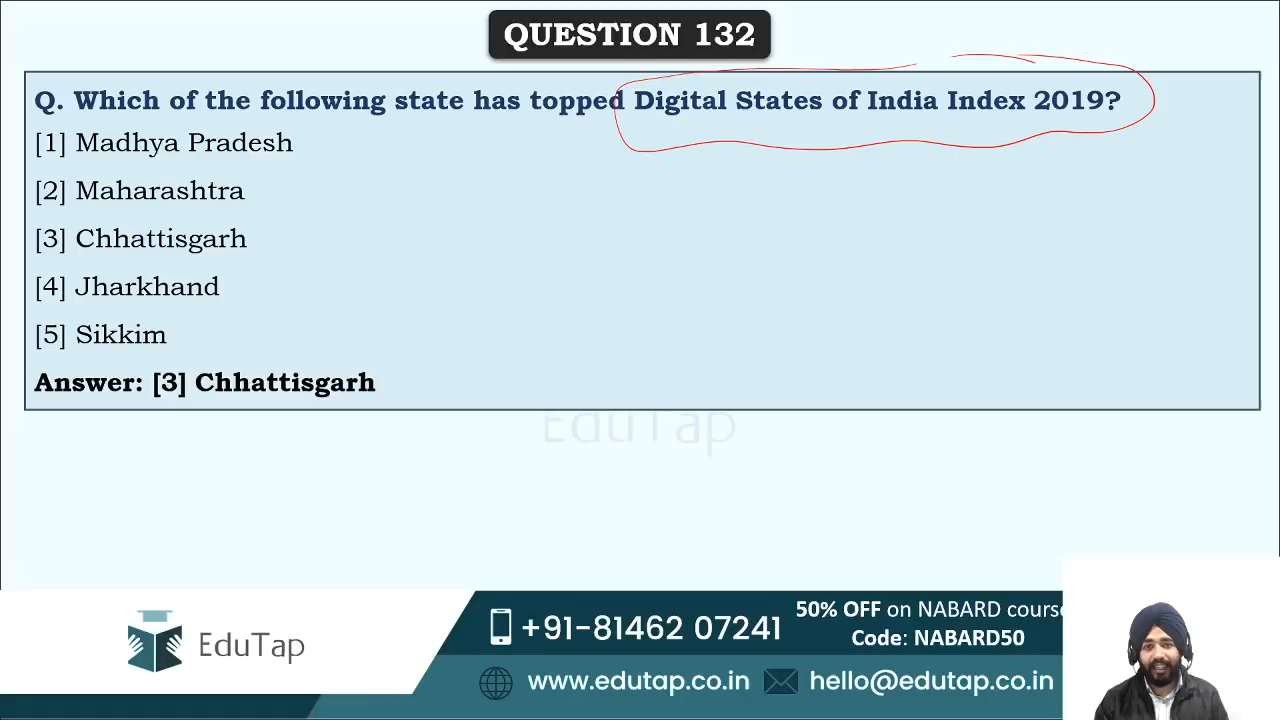 QUESTION 132
Q. Which of the following state has topped Digital States of India Index 2019?
[1] Madhya Pradesh
[2] Maharashtra
[3] Chhattisgarh
[4] Jharkhand
[5] Sikkim
Answer: [3] Chhattisgarh
EduTap
50% OFF on NABARD course
+91-81462 07241
Code: NABARD50
EduTap
www.edutap.co.in
hello@edutap.co.in